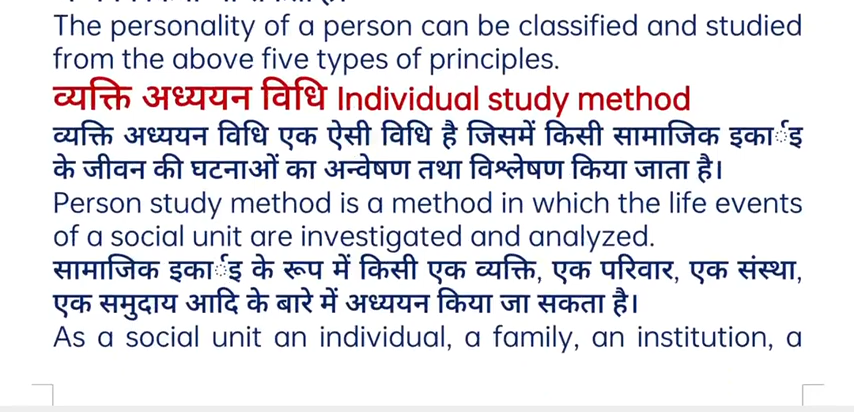 The personality of a person can be classified and studied
from the above five types of principles.
व्यक्ति अध्ययन विधि Individual study method
व्यक्ति अध्ययन विधि एक ऐसी विधि है जिसमें किसी सामाजिक इकार्इ
के जीवन की घटनाओं का अन्वेषण तथा विश्लेषण किया जाता है।
Person study method is a method in which the life events
of a social unit are investigated and analyzed.
सामाजिक इकार्इ के रूप में किसी एक व्यक्ति, एक परिवार, एक संस्था,
एक समुदाय आदि के बारे में अध्ययन किया जा सकता है।
As a social unit an individual, a family, an institution, a